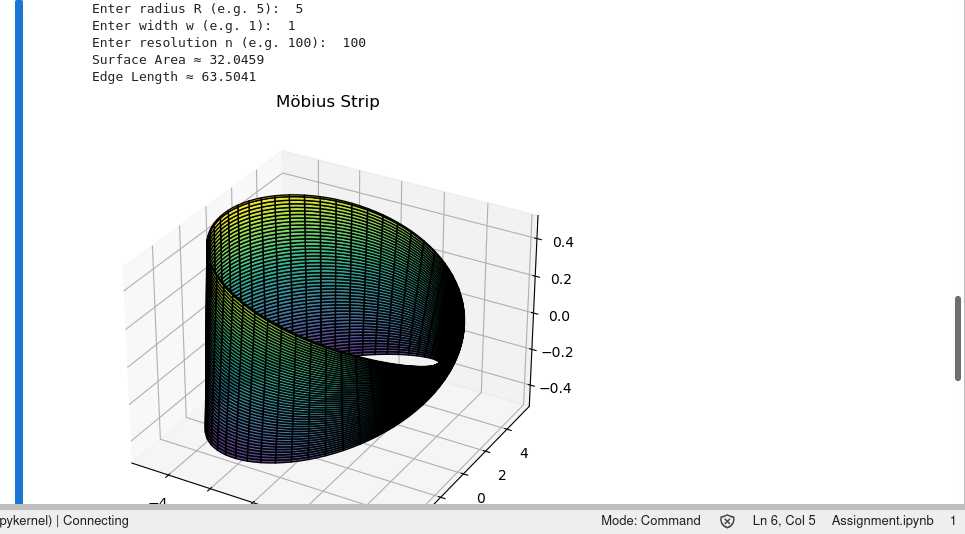 Enter radius R (e.g. 5):  5
Enter width w (e.g. 1):  1
Enter resolution n (e.g. 100):  100
Surface Area ≈ 32.0459
Edge Length ≈ 63.5041
Möbius Strip
0.4
0.2
0.0
−0.2
−0.4
4
2
0
−4
pykernel) | Connecting
Mode: Command
Ln 6, Col 5
Assignment.ipynb
1